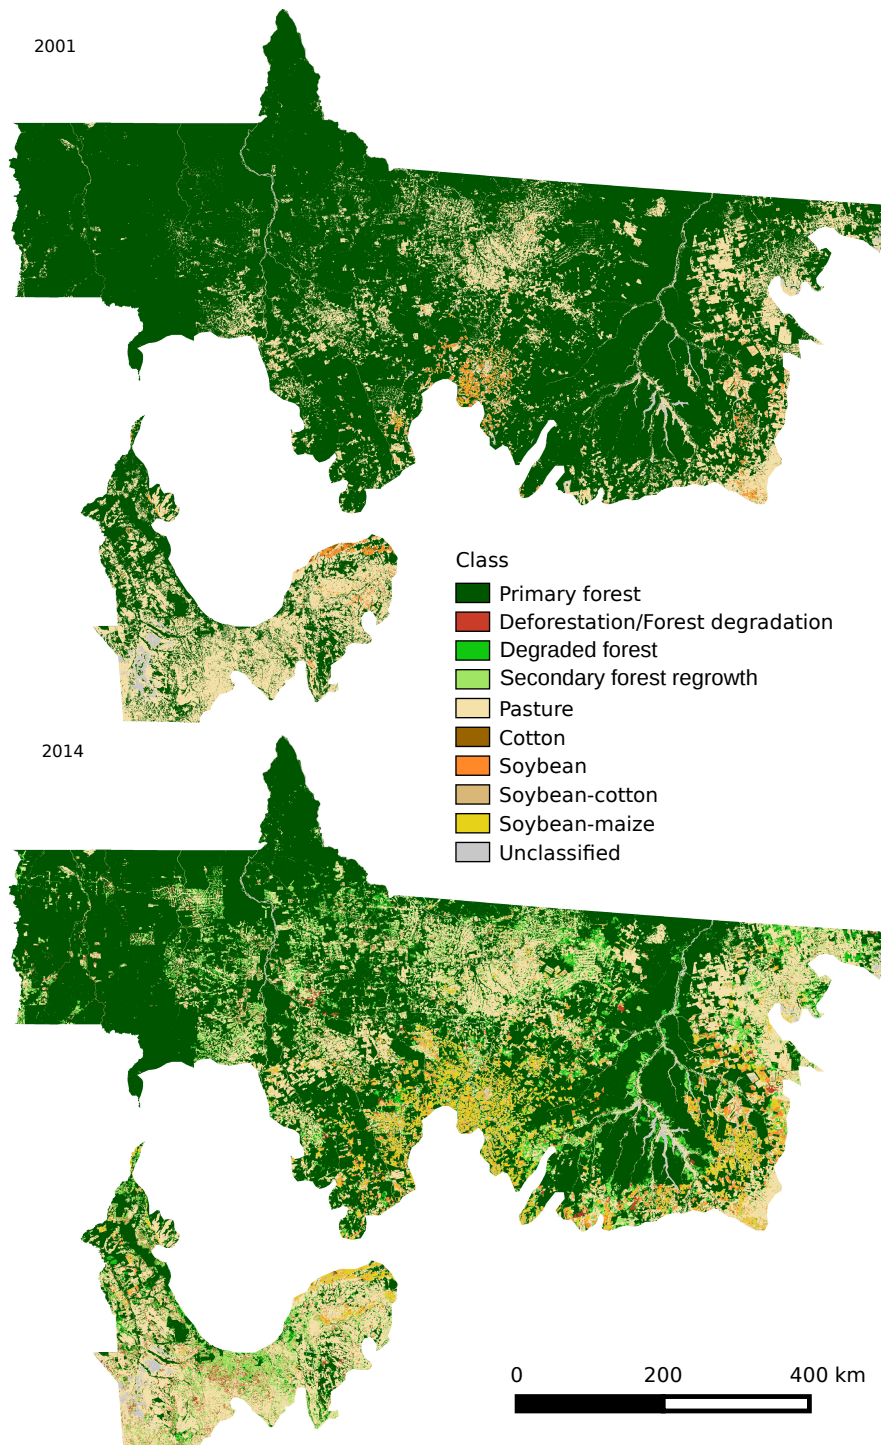 2001
Class
Primary forest
Deforestation/Forest degradation
Degraded forest
Secondary forest regrowth
Pasture
Cotton
Soybean
Soybean-cotton
Soybean-maize
Unclassified
2014
0 200 400 km